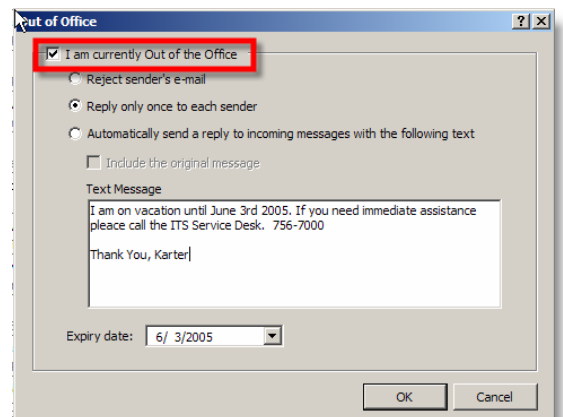 Out of Office
I am currently Out of the Office
Reject sender's e-mail
Reply only once to each sender
Automatically send a reply to incoming messages with the following text
Include the original message
Text Message
I am on vacation until June 3rd 2005. If you need immediate assistance
pleace call the ITS Service Desk.  756-7000
Thank You, Karter
Expiry date: 6/ 3/2005
OK Cancel